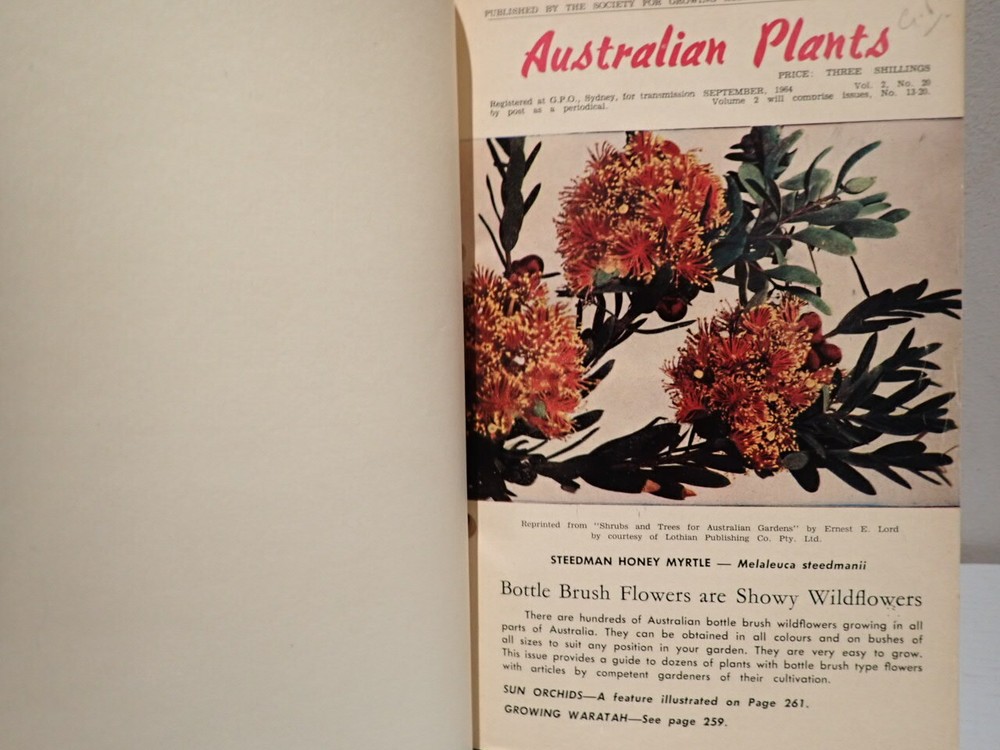 PUBLISHED BY THE SOCIETY FOR GROWING
Australian Plants
PRICE: THREE SHILLINGS
Registered at G.P.O., Sydney, for transmission SEPTEMBER, 1964 Vol. 2, No. 20
by post as a periodical. Volume 2 will comprise issues, No. 13-20.
Reprinted from "Shrubs and Trees for Australian Gardens" by Ernest E. Lord
by courtesy of Lothian Publishing Co. Pty. Ltd.
STEEDMAN HONEY MYRTLE — Melaleuca steedmanii
Bottle Brush Flowers are Showy Wildflowers
There are hundreds of Australian bottle brush wildflowers growing in all
parts of Australia. They can be obtained in all colours and on bushes of
all sizes to suit any position in your garden. They are very easy to grow.
This issue provides a guide to dozens of plants with bottle brush type flowers
with articles by competent gardeners of their cultivation.
SUN ORCHIDS—A feature illustrated on Page 261.
GROWING WARATAH—See page 259.